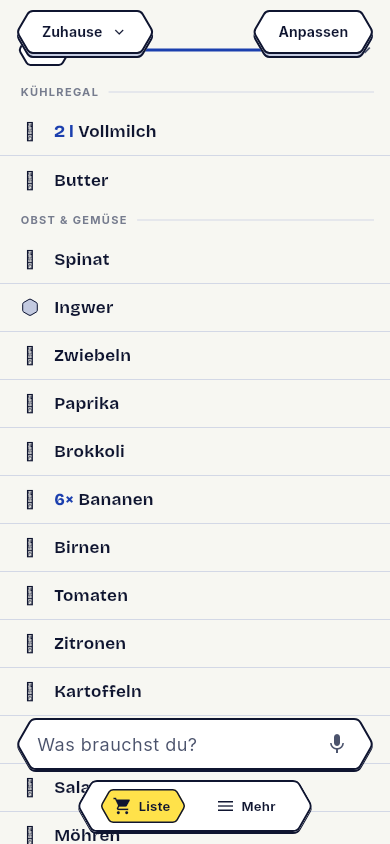 Zuhause
Anpassen
KÜHLREGAL
2 l Vollmilch
Butter
OBST & GEMÜSE
Spinat
Ingwer
Zwiebeln
Paprika
Brokkoli
6× Bananen
Birnen
Tomaten
Zitronen
Kartoffeln
Was brauchst du?
Liste
Mehr
Möhren